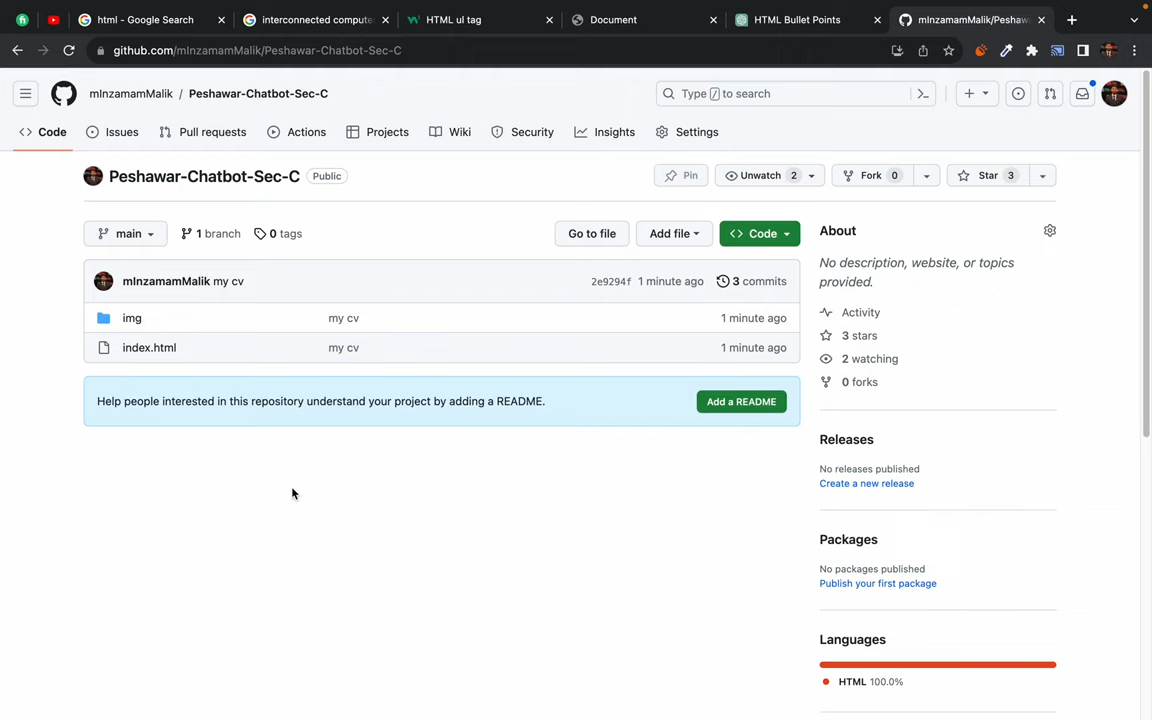 html - Google Search
interconnected compute
HTML ul tag
Document
HTML Bullet Points
mInzamamMalik/Peshaw
github.com/mInzamamMalik/Peshawar-Chatbot-Sec-C
mInzamamMalik / Peshawar-Chatbot-Sec-C
Type / to search
Code
Issues
Pull requests
Actions
Projects
Wiki
Security
Insights
Settings
Peshawar-Chatbot-Sec-C Public
Pin
Unwatch 2
Fork 0
Star 3
main
1 branch
0 tags
Go to file
Add file
Code
mInzamamMalik my cv
2e9294f 1 minute ago
3 commits
img my cv 1 minute ago
index.html my cv 1 minute ago
Help people interested in this repository understand your project by adding a README.
Add a README
About
No description, website, or topics
provided.
Activity
3 stars
2 watching
0 forks
Releases
No releases published
Create a new release
Packages
No packages published
Publish your first package
Languages
HTML 100.0%